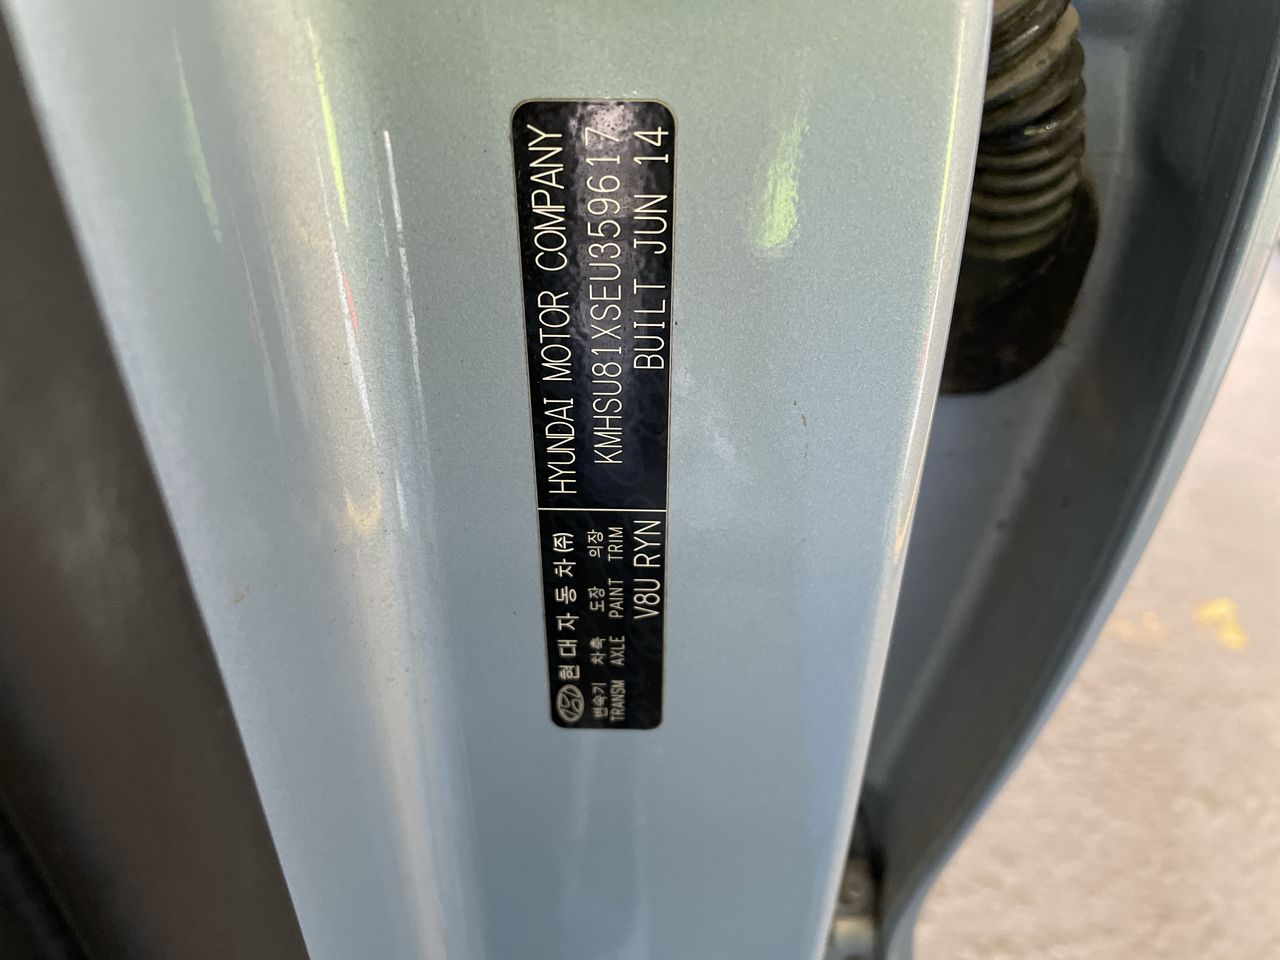 현대자동차(주)
변속기 차축 도장 의장
TRANSM AXLE PAINT TRIM
V8U RYN
HYUNDAI MOTOR COMPANY
KMHSU81XSEU359617
BUILT JUN 14